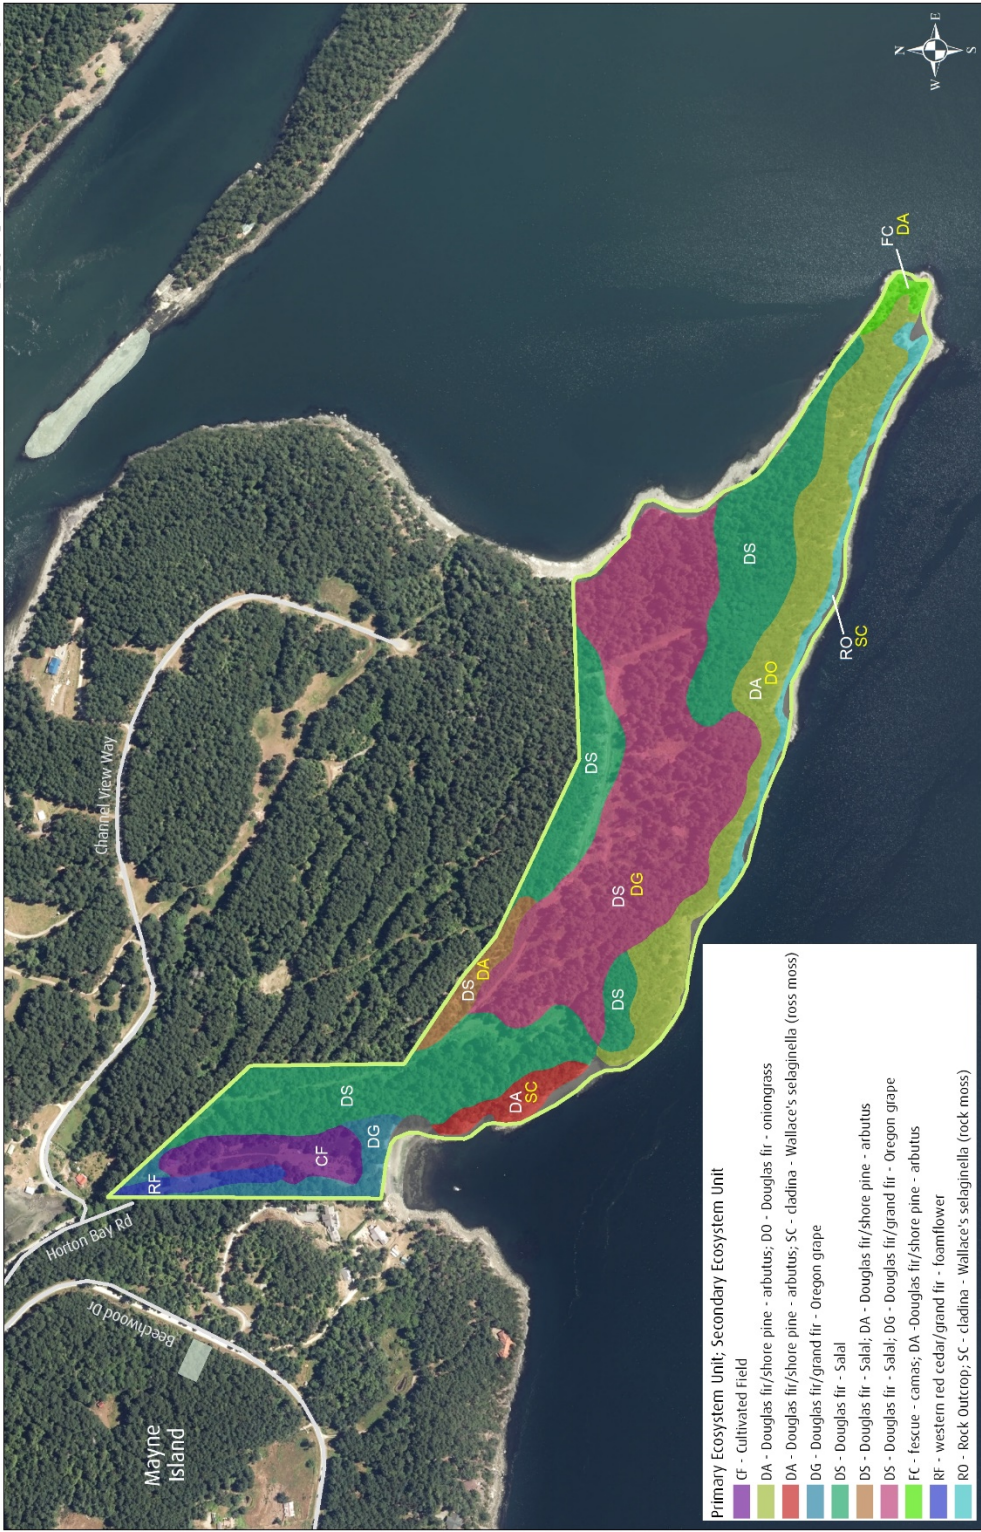 N
E
S
W
Channel View Way
Horton Bay Rd
Beechwood Dr
Mayne
Island
RF
CF
DG
DS
DA
SC
DS
DA
DS
DS
DG
DS
DS
DA
DO
RO
SC
FC
DA
Primary Ecosystem Unit; Secondary Ecosystem Unit
CF - Cultivated Field
DA - Douglas fir/shore pine - arbutus; DO - Douglas fir - oniongrass
DA - Douglas fir/shore pine - arbutus; SC - cladina - Wallace's selaginella (ross moss)
DG - Douglas fir/grand fir - Oregon grape
DS - Douglas fir - Salal
DS - Douglas fir - Salal; DA - Douglas fir/shore pine - arbutus
DS - Douglas fir - Salal; DG - Douglas fir/grand fir - Oregon grape
FC - fescue - camas; DA -Douglas fir/shore pine - arbutus
RF - western red cedar/grand fir - foamflower
RO - Rock Outcrop; SC - cladina - Wallace's selaginella (rock moss)